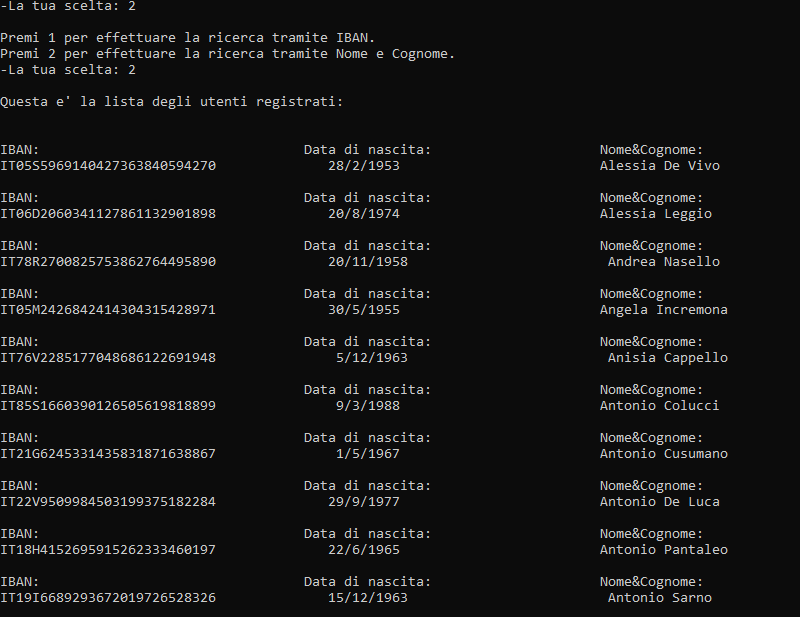 -La tua scelta: 2
Premi 1 per effettuare la ricerca tramite IBAN.
Premi 2 per effettuare la ricerca tramite Nome e Cognome.
-La tua scelta: 2
Questa e' la lista degli utenti registrati:
IBAN: Data di nascita: Nome&Cognome:
IT05S5969140427363840594270 28/2/1953 Alessia De Vivo
IBAN: Data di nascita: Nome&Cognome:
IT06D2060341127861132901898 20/8/1974 Alessia Leggio
IBAN: Data di nascita: Nome&Cognome:
IT78R2700825753862764495890 20/11/1958 Andrea Nasello
IBAN: Data di nascita: Nome&Cognome:
IT05M2426842414304315428971 30/5/1955 Angela Incremona
IBAN: Data di nascita: Nome&Cognome:
IT76V2285177048686122691948 5/12/1963 Anisia Cappello
IBAN: Data di nascita: Nome&Cognome:
IT85S1660390126505619818899 9/3/1988 Antonio Colucci
IBAN: Data di nascita: Nome&Cognome:
IT21G6245331435831871638867 1/5/1967 Antonio Cusumano
IBAN: Data di nascita: Nome&Cognome:
IT22V9509984503199375182284 29/9/1977 Antonio De Luca
IBAN: Data di nascita: Nome&Cognome:
IT18H4152695915262333460197 22/6/1965 Antonio Pantaleo
IBAN: Data di nascita: Nome&Cognome:
IT19I6689293672019726528326 15/12/1963 Antonio Sarno